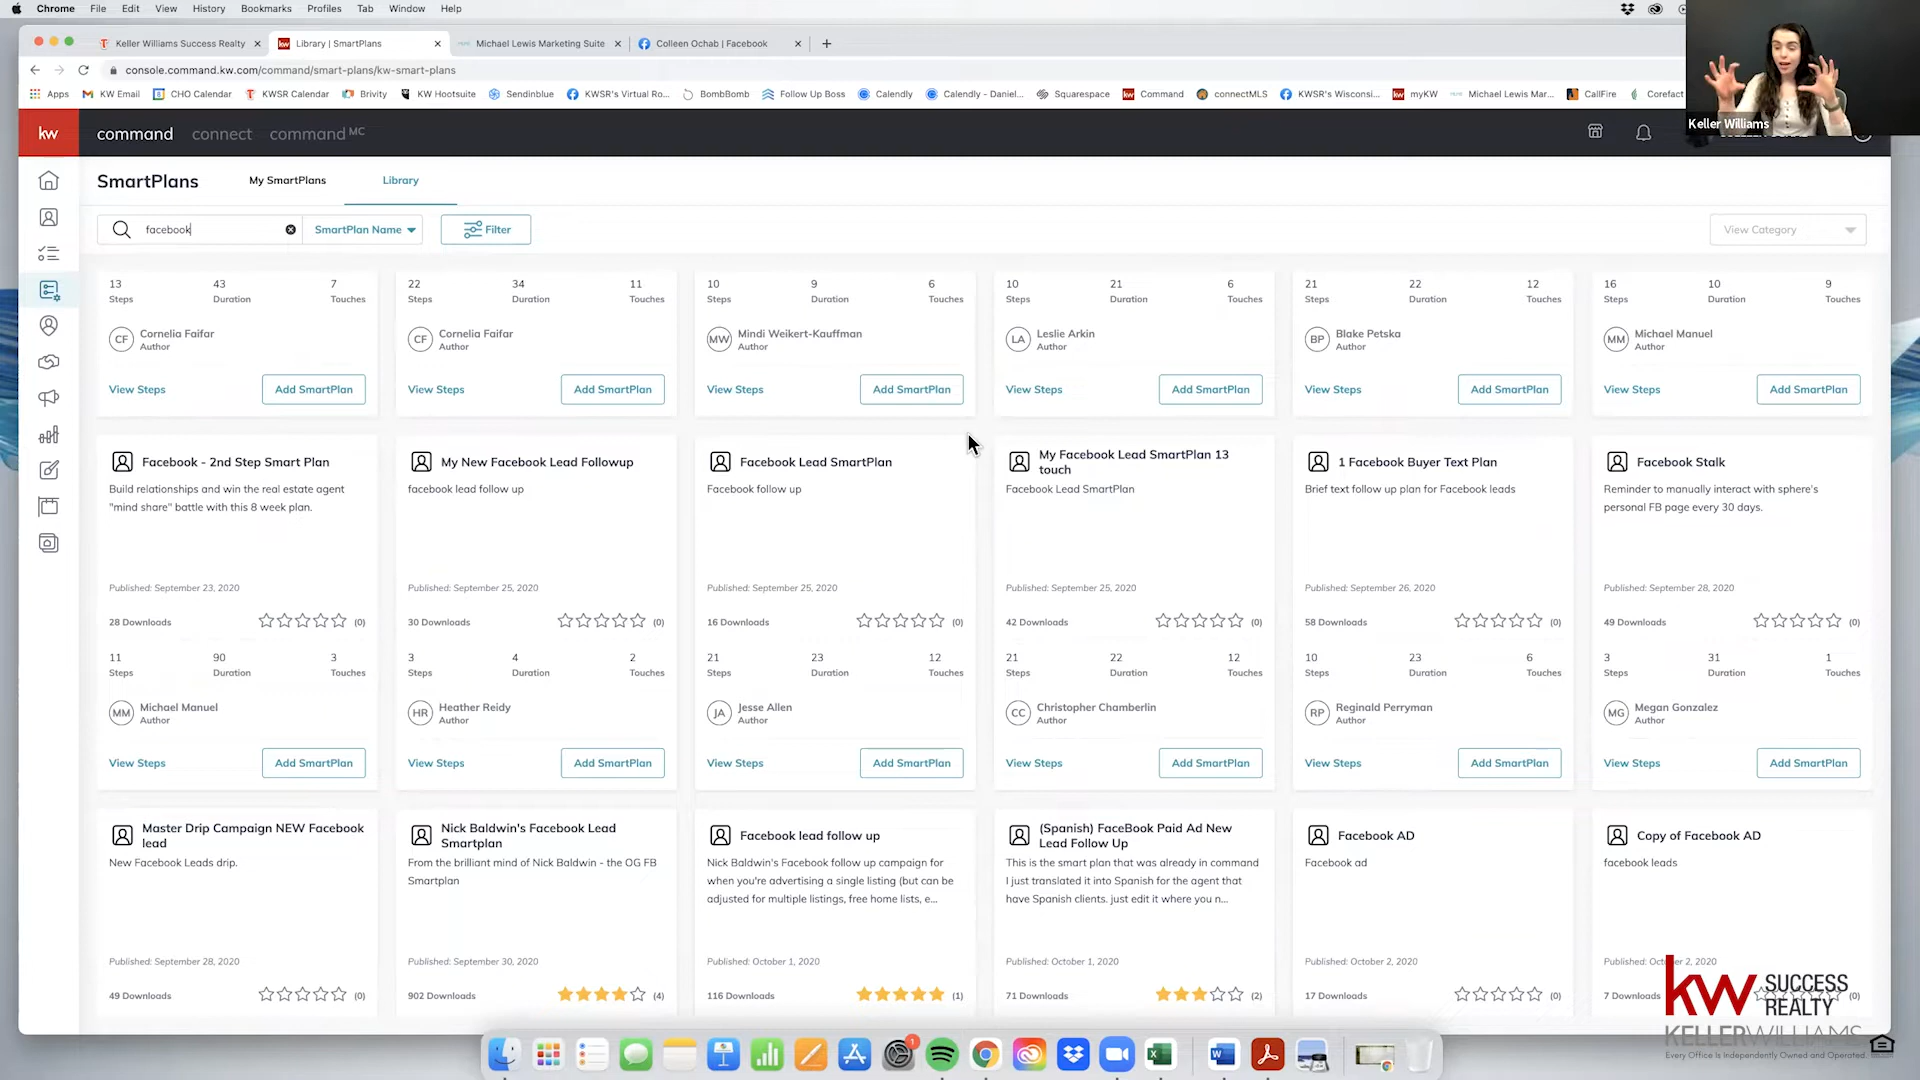 Chrome File Edit View History Bookmarks Profiles Tab Window Help
Keller Williams Success Realty
Library | SmartPlans
Michael Lewis Marketing Suite
Colleen Ochab | Facebook
console.command.kw.com/command/smart-plans/kw-smart-plans
Apps KW Email CHO Calendar KWSR Calendar Brivity KW Hootsuite Sendinblue KWSR's Virtual Ro... BombBomb Follow Up Boss Calendly Calendly - Daniel... Squarespace Command connectMLS KWSR's Wisconsi... myKW Michael Lewis Mar... CallFire Corefact
Keller Williams
kw command connect command MC
SmartPlans My SmartPlans Library
facebook SmartPlan Name Filter View Category
13 43 7 22 34 11 10 9 6 10 21 6 21 22 12 16 10 9
Steps Duration Touches Steps Duration Touches Steps Duration Touches Steps Duration Touches Steps Duration Touches Steps Duration Touches
CF Cornelia Faifar CF Cornelia Faifar MW Mindi Weikert-Kauffman LA Leslie Arkin BP Blake Petska MM Michael Manuel
Author Author Author Author Author Author
View Steps Add SmartPlan View Steps Add SmartPlan View Steps Add SmartPlan View Steps Add SmartPlan View Steps Add SmartPlan View Steps Add SmartPlan
Facebook - 2nd Step Smart Plan
Build relationships and win the real estate agent
"mind share" battle with this 8 week plan.
Published: September 23, 2020
28 Downloads (0)
11 90 3
Steps Duration Touches
MM Michael Manuel
Author
View Steps Add SmartPlan
My New Facebook Lead Followup
facebook lead follow up
Published: September 25, 2020
30 Downloads (0)
3 4 2
Steps Duration Touches
HR Heather Reidy
Author
View Steps Add SmartPlan
Facebook Lead SmartPlan
Facebook follow up
Published: September 25, 2020
16 Downloads (0)
21 23 12
Steps Duration Touches
JA Jesse Allen
Author
View Steps Add SmartPlan
My Facebook Lead SmartPlan 13
touch
Facebook Lead SmartPlan
Published: September 25, 2020
42 Downloads (0)
21 22 12
Steps Duration Touches
CC Christopher Chamberlin
Author
View Steps Add SmartPlan
1 Facebook Buyer Text Plan
Brief text follow up plan for Facebook leads
Published: September 26, 2020
58 Downloads (0)
10 23 6
Steps Duration Touches
RP Reginald Perryman
Author
View Steps Add SmartPlan
Facebook Stalk
Reminder to manually interact with sphere's
personal FB page every 30 days.
Published: September 28, 2020
49 Downloads (0)
3 31 1
Steps Duration Touches
MG Megan Gonzalez
Author
View Steps Add SmartPlan
Master Drip Campaign NEW Facebook
lead
New Facebook Leads drip.
Published: September 28, 2020
49 Downloads (0)
Nick Baldwin's Facebook Lead
Smartplan
From the brilliant mind of Nick Baldwin - the OG FB
Smartplan
Published: September 30, 2020
902 Downloads (4)
Facebook lead follow up
Nick Baldwin's Facebook follow up campaign for
when you're advertising a single listing (but can be
adjusted for multiple listings, free home lists, e...
Published: October 1, 2020
116 Downloads (1)
(Spanish) FaceBook Paid Ad New
Lead Follow Up
This is the smart plan that was already in command
I just translated it into Spanish for the agent that
have Spanish clients. just edit it where you n...
Published: October 1, 2020
71 Downloads (2)
Facebook AD
Facebook ad
Published: October 2, 2020
17 Downloads (0)
Copy of Facebook AD
facebook leads
Published: 2, 2020
7 Downloads (0)
kw SUCCESS
REALTY
KELLERWILLIAMS
Every Office is Independently Owned and Operated.
1